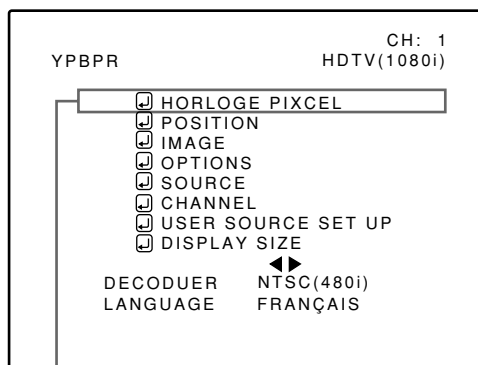 CH: 1
YPBPR HDTV(1080i)
HORLOGE PIXCEL
POSITION
IMAGE
OPTIONS
SOURCE
CHANNEL
USER SOURCE SET UP
DISPLAY SIZE
DECODUER NTSC(480i)
LANGUAGE FRANÇAIS